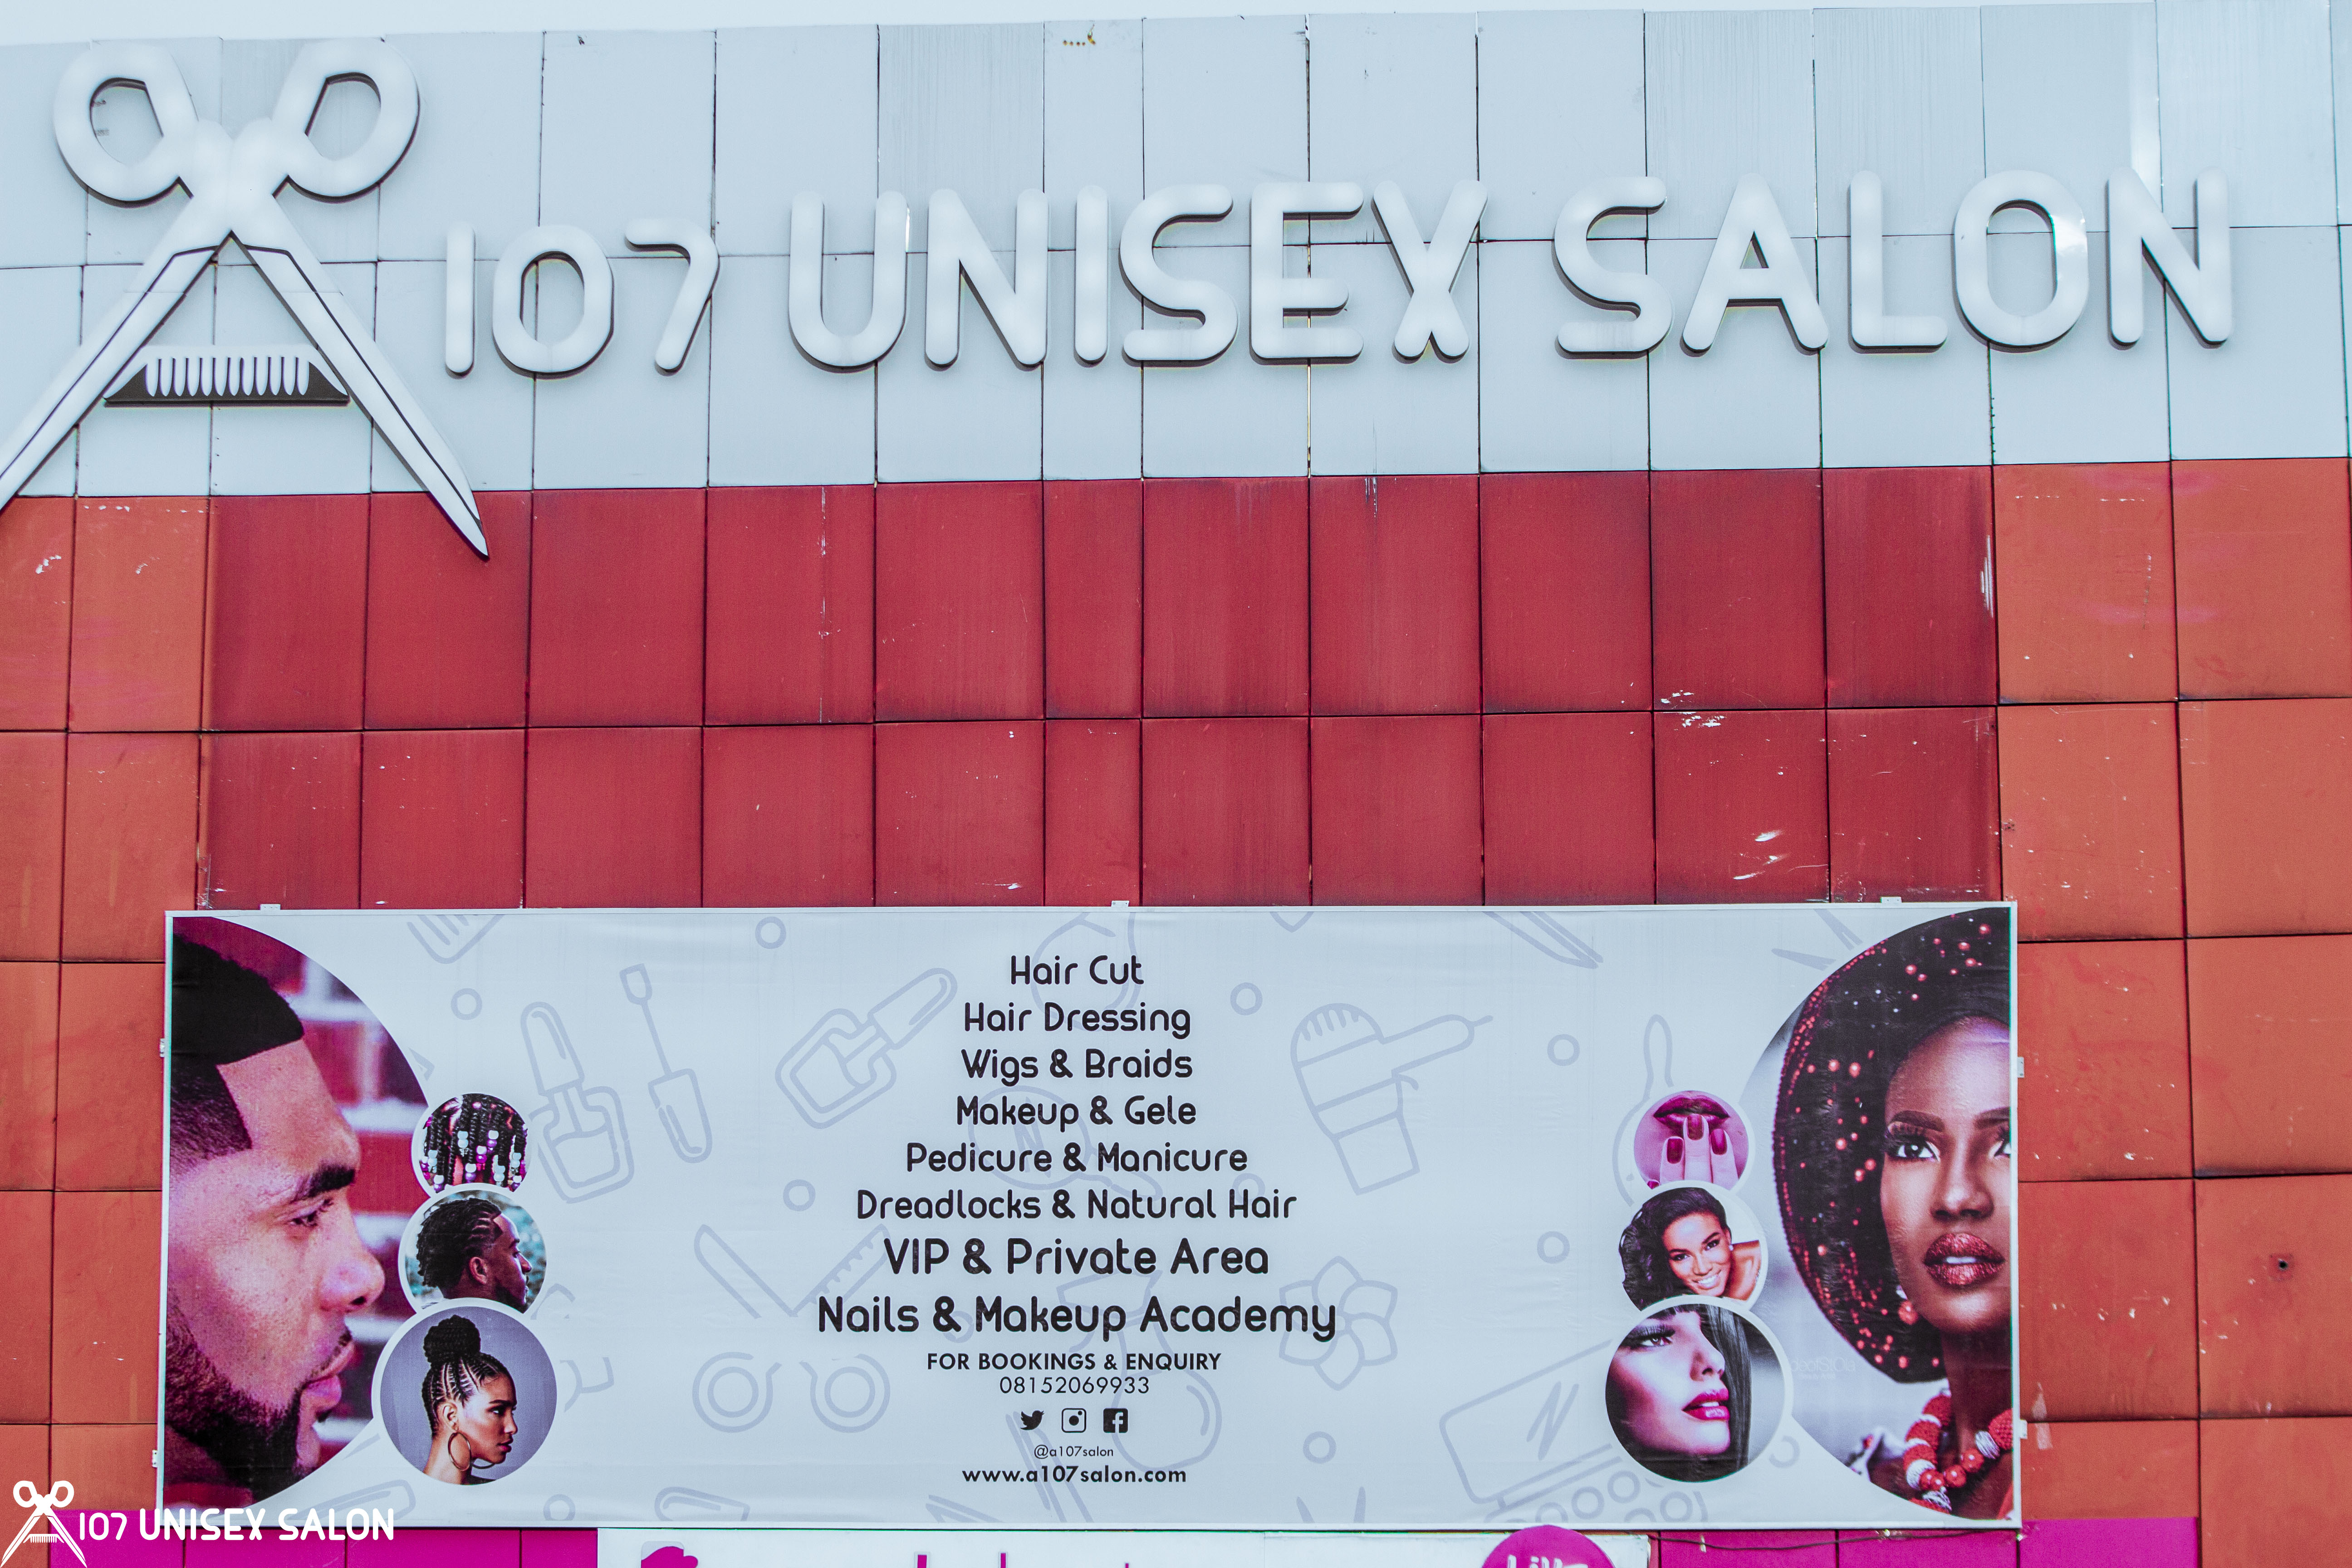 107 UNISEX SALON
Hair Cut
Hair Dressing
Wigs & Braids
Makeup & Gele
Pedicure & Manicure
Dreadlocks & Natural Hair
VIP & Private Area
Nails & Makeup Academy
FOR BOOKINGS & ENQUIRY
08152069933
@a107salon
www.a107salon.com
107 UNISEX SALON